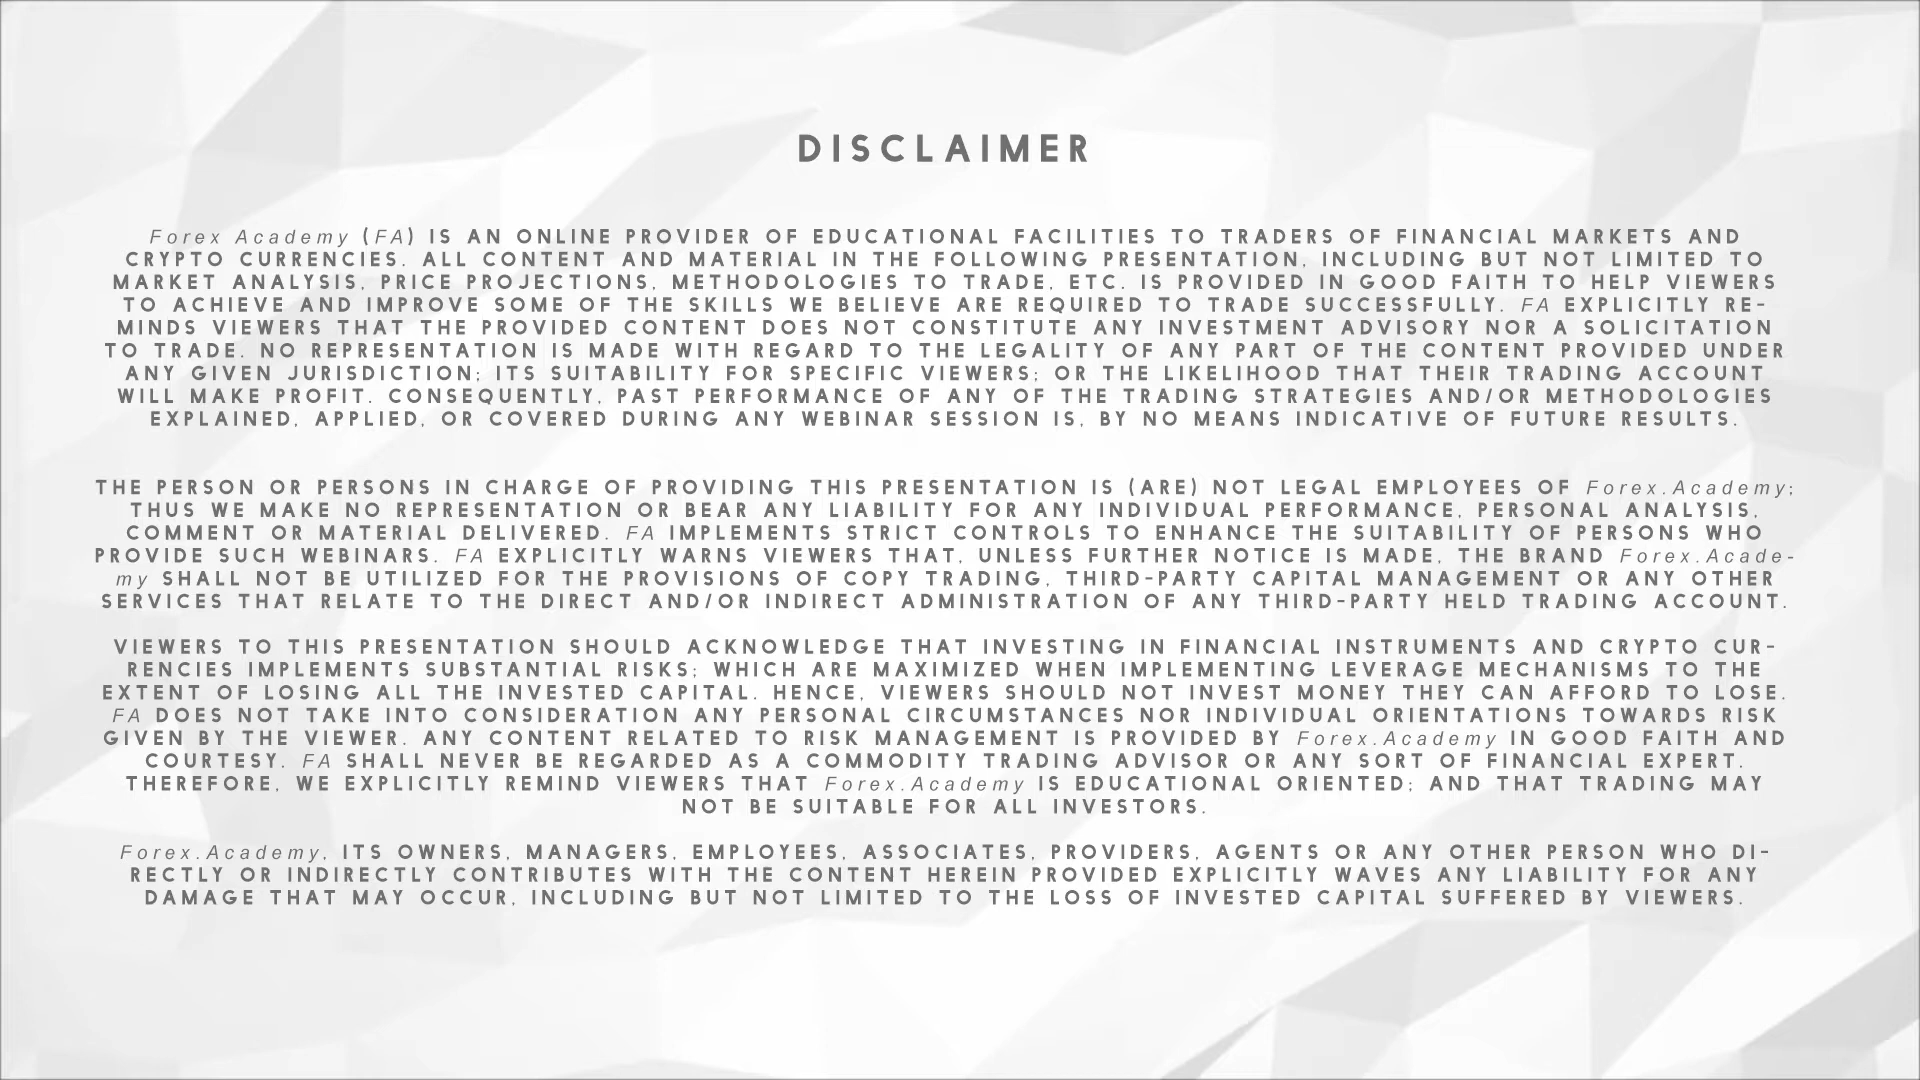 DISCLAIMER
Forex Academy (FA) IS AN ONLINE PROVIDER OF EDUCATIONAL FACILITIES TO TRADERS OF FINANCIAL MARKETS AND
CRYPTO CURRENCIES. ALL CONTENT AND MATERIAL IN THE FOLLOWING PRESENTATION, INCLUDING BUT NOT LIMITED TO
MARKET ANALYSIS, PRICE PROJECTIONS, METHODOLOGIES TO TRADE, ETC. IS PROVIDED IN GOOD FAITH TO HELP VIEWERS
TO ACHIEVE AND IMPROVE SOME OF THE SKILLS WE BELIEVE ARE REQUIRED TO TRADE SUCCESSFULLY. FA EXPLICITLY RE-
MINDS VIEWERS THAT THE PROVIDED CONTENT DOES NOT CONSTITUTE ANY INVESTMENT ADVISORY NOR A SOLICITATION
TO TRADE. NO REPRESENTATION IS MADE WITH REGARD TO THE LEGALITY OF ANY PART OF THE CONTENT PROVIDED UNDER
ANY GIVEN JURISDICTION; ITS SUITABILITY FOR SPECIFIC VIEWERS; OR THE LIKELIHOOD THAT THEIR TRADING ACCOUNT
WILL MAKE PROFIT. CONSEQUENTLY, PAST PERFORMANCE OF ANY OF THE TRADING STRATEGIES AND/OR METHODOLOGIES
EXPLAINED, APPLIED, OR COVERED DURING ANY WEBINAR SESSION IS, BY NO MEANS INDICATIVE OF FUTURE RESULTS.
THE PERSON OR PERSONS IN CHARGE OF PROVIDING THIS PRESENTATION IS (ARE) NOT LEGAL EMPLOYEES OF Forex.Academy;
THUS WE MAKE NO REPRESENTATION OR BEAR ANY LIABILITY FOR ANY INDIVIDUAL PERFORMANCE, PERSONAL ANALYSIS,
COMMENT OR MATERIAL DELIVERED. FA IMPLEMENTS STRICT CONTROLS TO ENHANCE THE SUITABILITY OF PERSONS WHO
PROVIDE SUCH WEBINARS. FA EXPLICITLY WARNS VIEWERS THAT, UNLESS FURTHER NOTICE IS MADE, THE BRAND Forex.Acade-
my SHALL NOT BE UTILIZED FOR THE PROVISIONS OF COPY TRADING, THIRD-PARTY CAPITAL MANAGEMENT OR ANY OTHER
SERVICES THAT RELATE TO THE DIRECT AND/OR INDIRECT ADMINISTRATION OF ANY THIRD-PARTY HELD TRADING ACCOUNT.
VIEWERS TO THIS PRESENTATION SHOULD ACKNOWLEDGE THAT INVESTING IN FINANCIAL INSTRUMENTS AND CRYPTO CUR-
RENCIES IMPLEMENTS SUBSTANTIAL RISKS; WHICH ARE MAXIMIZED WHEN IMPLEMENTING LEVERAGE MECHANISMS TO THE
EXTENT OF LOSING ALL THE INVESTED CAPITAL. HENCE, VIEWERS SHOULD NOT INVEST MONEY THEY CAN AFFORD TO LOSE.
FA DOES NOT TAKE INTO CONSIDERATION ANY PERSONAL CIRCUMSTANCES NOR INDIVIDUAL ORIENTATIONS TOWARDS RISK
GIVEN BY THE VIEWER. ANY CONTENT RELATED TO RISK MANAGEMENT IS PROVIDED BY Forex.Academy IN GOOD FAITH AND
COURTESY. FA SHALL NEVER BE REGARDED AS A COMMODITY TRADING ADVISOR OR ANY SORT OF FINANCIAL EXPERT.
THEREFORE, WE EXPLICITLY REMIND VIEWERS THAT Forex.Academy IS EDUCATIONAL ORIENTED; AND THAT TRADING MAY
NOT BE SUITABLE FOR ALL INVESTORS.
Forex.Academy, ITS OWNERS, MANAGERS, EMPLOYEES, ASSOCIATES, PROVIDERS, AGENTS OR ANY OTHER PERSON WHO DI-
RECTLY OR INDIRECTLY CONTRIBUTES WITH THE CONTENT HEREIN PROVIDED EXPLICITLY WAVES ANY LIABILITY FOR ANY
DAMAGE THAT MAY OCCUR, INCLUDING BUT NOT LIMITED TO THE LOSS OF INVESTED CAPITAL SUFFERED BY VIEWERS.